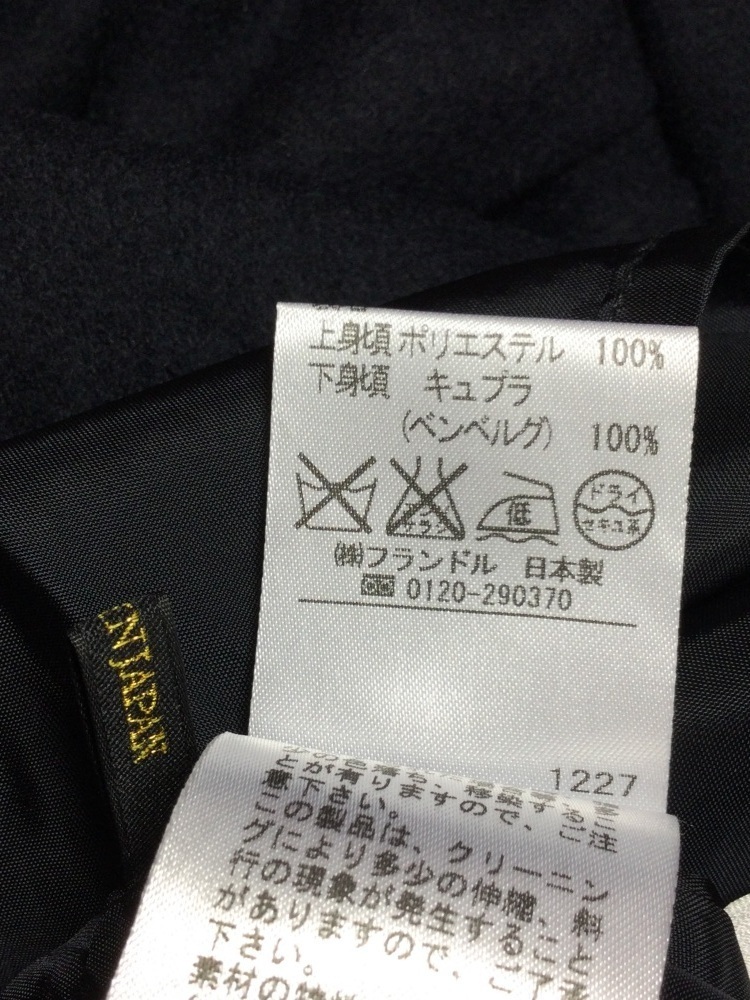 上身頃 ポリエステル 100%
下身頃 キュプラ
(ベンベルグ) 100%
サラシ
低
ドライ
セキユ系
㈱フランドル 日本製
0120-290370
1227
N JAPAN
とが有りますので、ご注
意下さい。
この製品は、クリーニン
グにより多少の伸縮、料
行の現象が発生すること
がありますので、ご了承
下さい。
素材の特